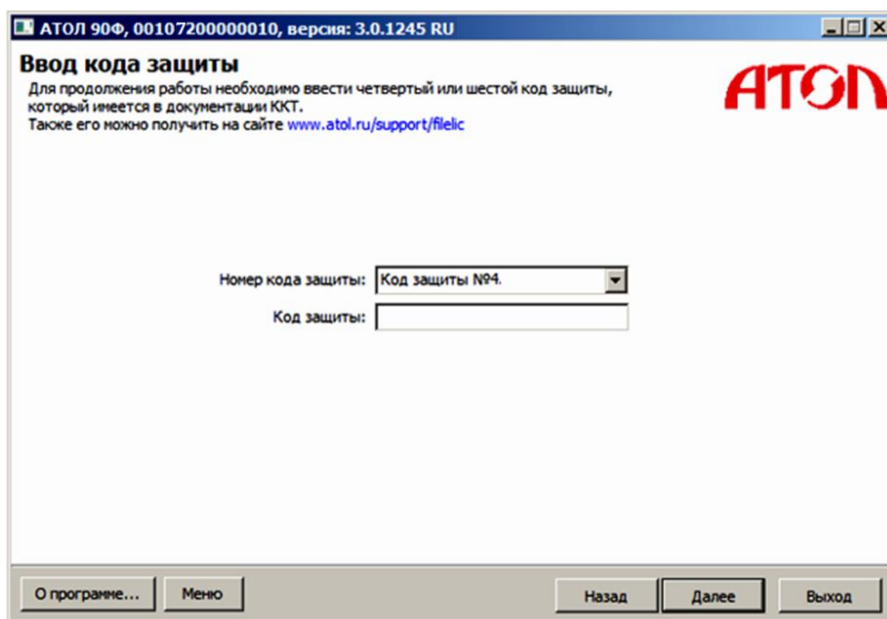 АТОЛ 90Ф, 00107200000010, версия: 3.0.1245 RU
Ввод кода защиты
Для продолжения работы необходимо ввести четвертый или шестой код защиты,
который имеется в документации ККТ.
Также его можно получить на сайте www.atol.ru/support/filelic
АТОЛ
Номер кода защиты: Код защиты №4.
Код защиты:
О программе... Меню Назад Далее Выход